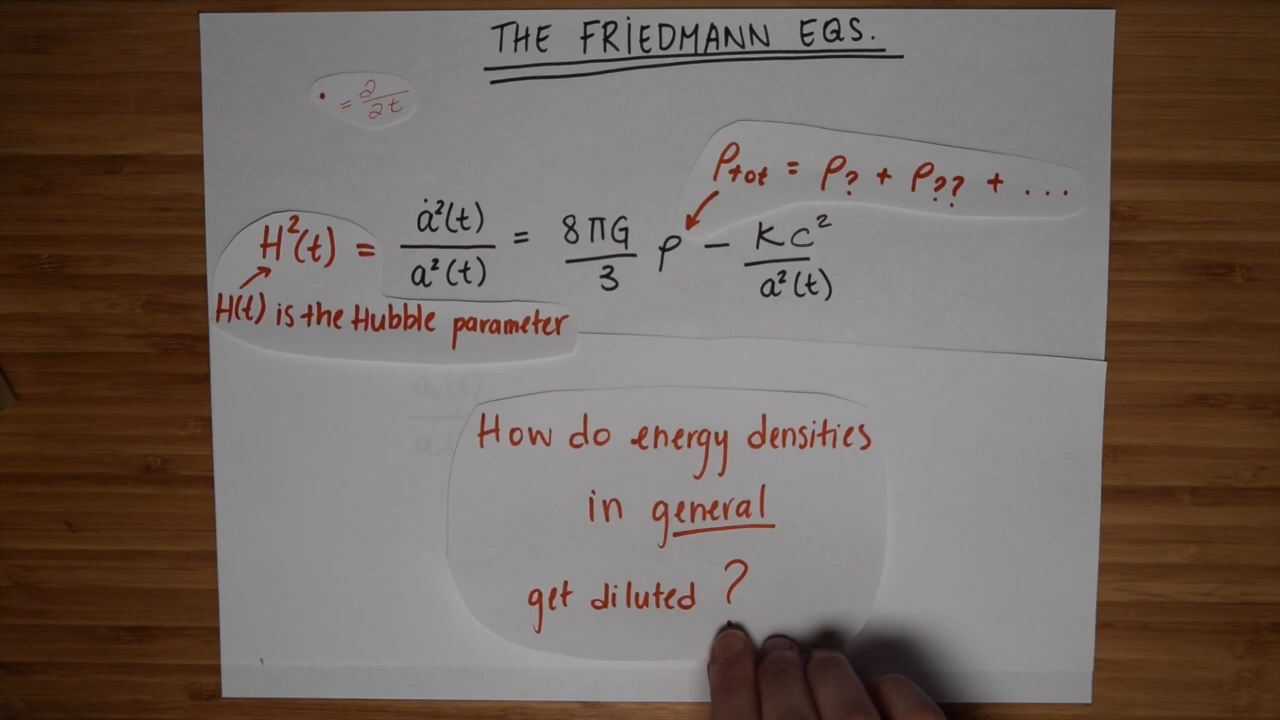 THE FRIEDMANN EQS.
• = ∂/∂t
ρtot = ρ? + ρ?? + ...
H²(t) = ȧ²(t)/a²(t) = 8πG/3 ρ − kc²/a²(t)
H(t) is the Hubble parameter
How do energy densities
in general
get diluted ?